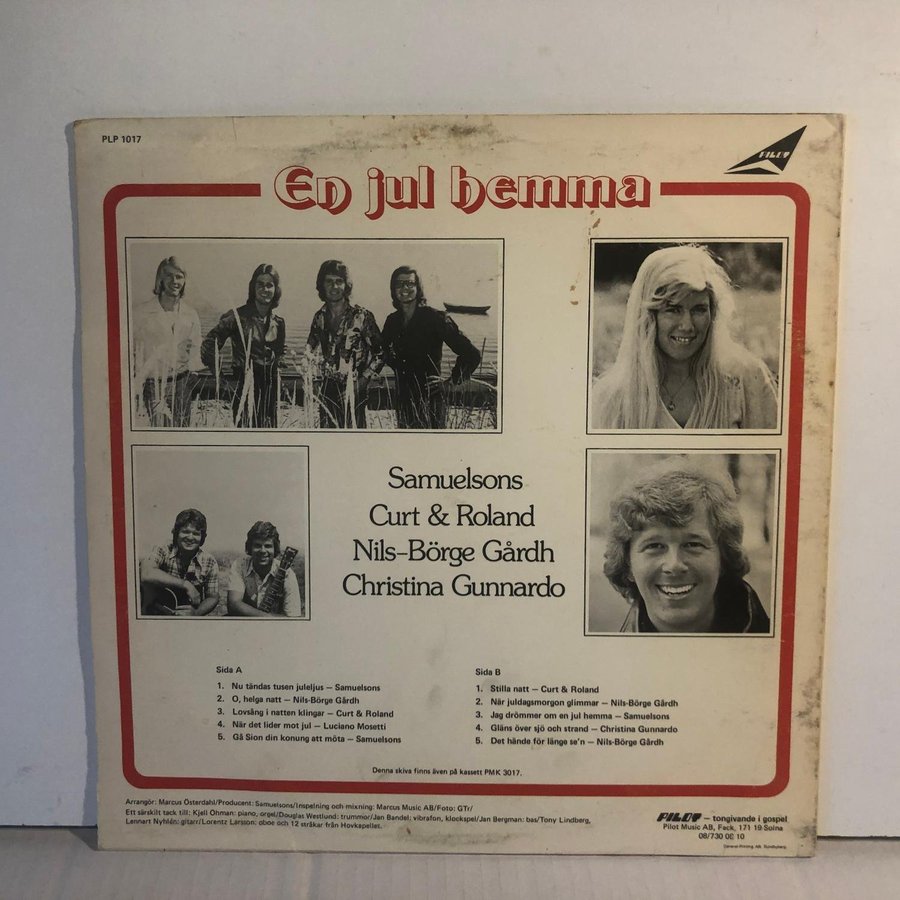 PLP 1017
PILOT
En jul hemma
Samuelsons
Curt & Roland
Nils-Börge Gårdh
Christina Gunnardo
Sida A
1. Nu tändas tusen juleljus — Samuelsons
2. O, helga natt — Nils-Börge Gårdh
3. Lovsång i natten klingar — Curt & Roland
4. När det lider mot jul — Luciano Mosetti
5. Gå Sion din konung att möta — Samuelsons
Sida B
1. Stilla natt — Curt & Roland
2. När juldagsmorgon glimmar — Nils-Börge Gårdh
3. Jag drömmer om en jul hemma — Samuelsons
4. Gläns över sjö och strand — Christina Gunnardo
5. Det hände för länge se'n — Nils-Börge Gårdh
Denna skiva finns även på kassett PMK 3017.
Arrangör: Marcus Österdahl/Producent: Samuelsons/Inspelning och mixning: Marcus Music AB/Foto: GTr/
Ett särskilt tack till: Kjell Öhman: piano, orgel/Douglas Westlund: trummor/Jan Bandel: vibrafon, klockspel/Jan Bergman: bas/Tony Lindberg,
Lennart Nyhlén: gitarr/Lorentz Larsson: oboe och 12 stråkar från Hovkapellet.
PILOT — tongivande i gospel
Pilot Music AB, Fack, 171 19 Solna
08/730 06 10